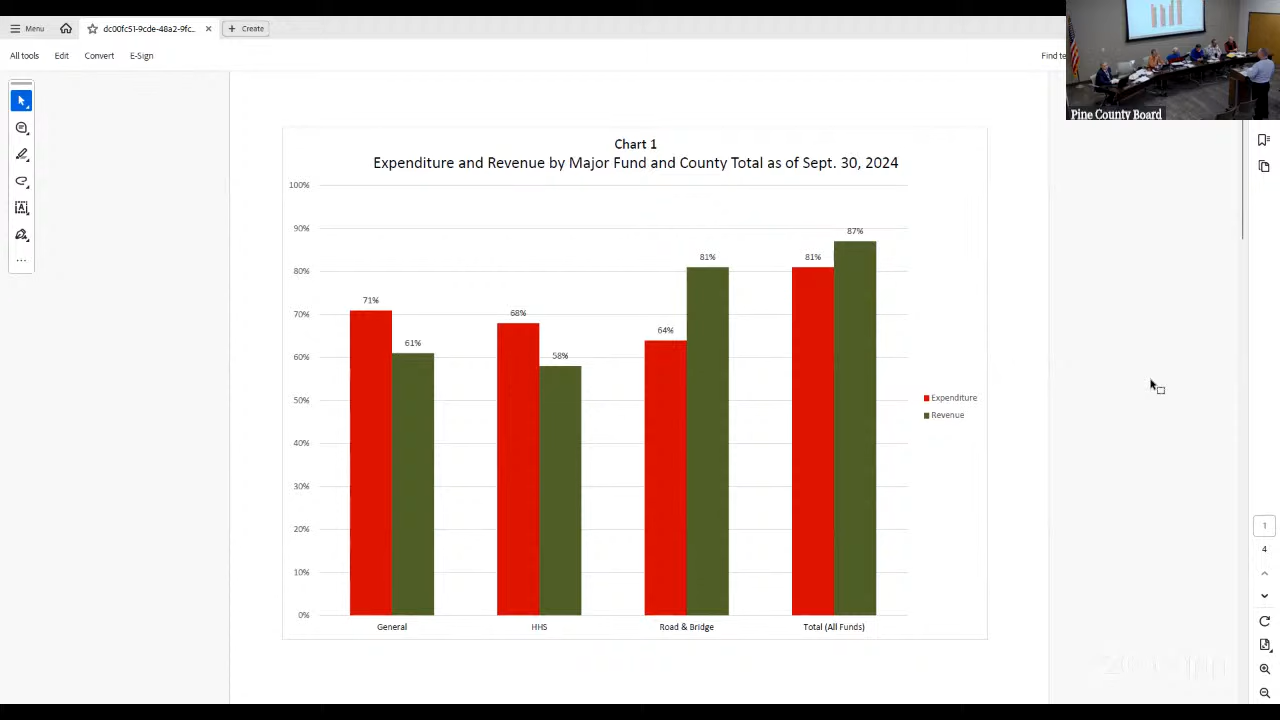 Menu
dc00fc51-9cde-48a2-9fc...
Create
All tools
Edit
Convert
E-Sign
Find te
Pine County Board
Chart 1
Expenditure and Revenue by Major Fund and County Total as of Sept. 30, 2024
100%
90%
80%
70%
60%
50%
40%
30%
20%
10%
0%
71%
61%
68%
58%
64%
81%
81%
87%
General
HHS
Road & Bridge
Total (All Funds)
Expenditure
Revenue
1
4